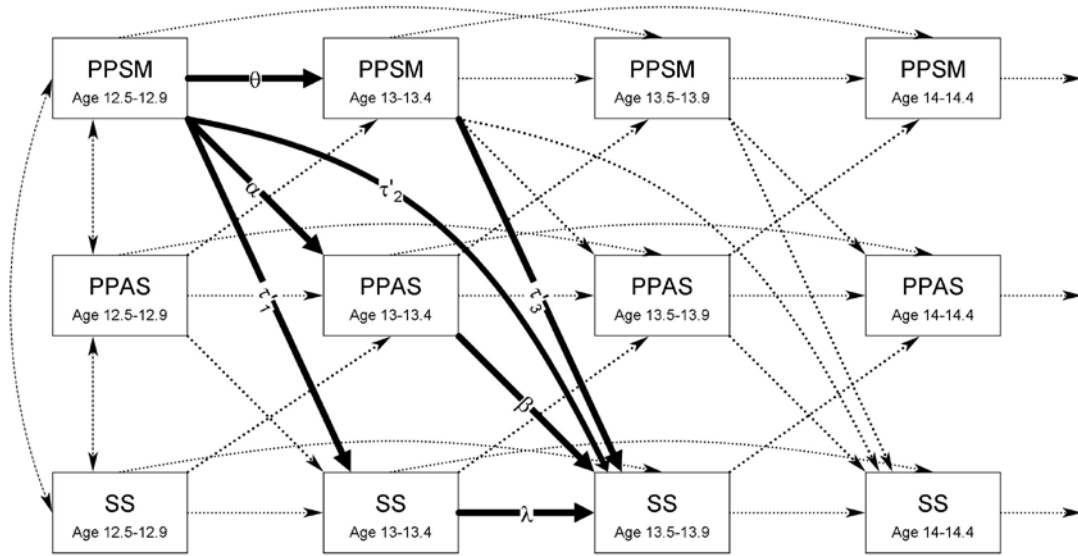 PPSM
Age 12.5-12.9
θ
PPSM
Age 13-13.4
PPSM
Age 13.5-13.9
PPSM
Age 14-14.4
α
τ'2
PPAS
Age 12.5-12.9
τ'1
PPAS
Age 13-13.4
τ'3
PPAS
Age 13.5-13.9
PPAS
Age 14-14.4
β
SS
Age 12.5-12.9
SS
Age 13-13.4
λ
SS
Age 13.5-13.9
SS
Age 14-14.4